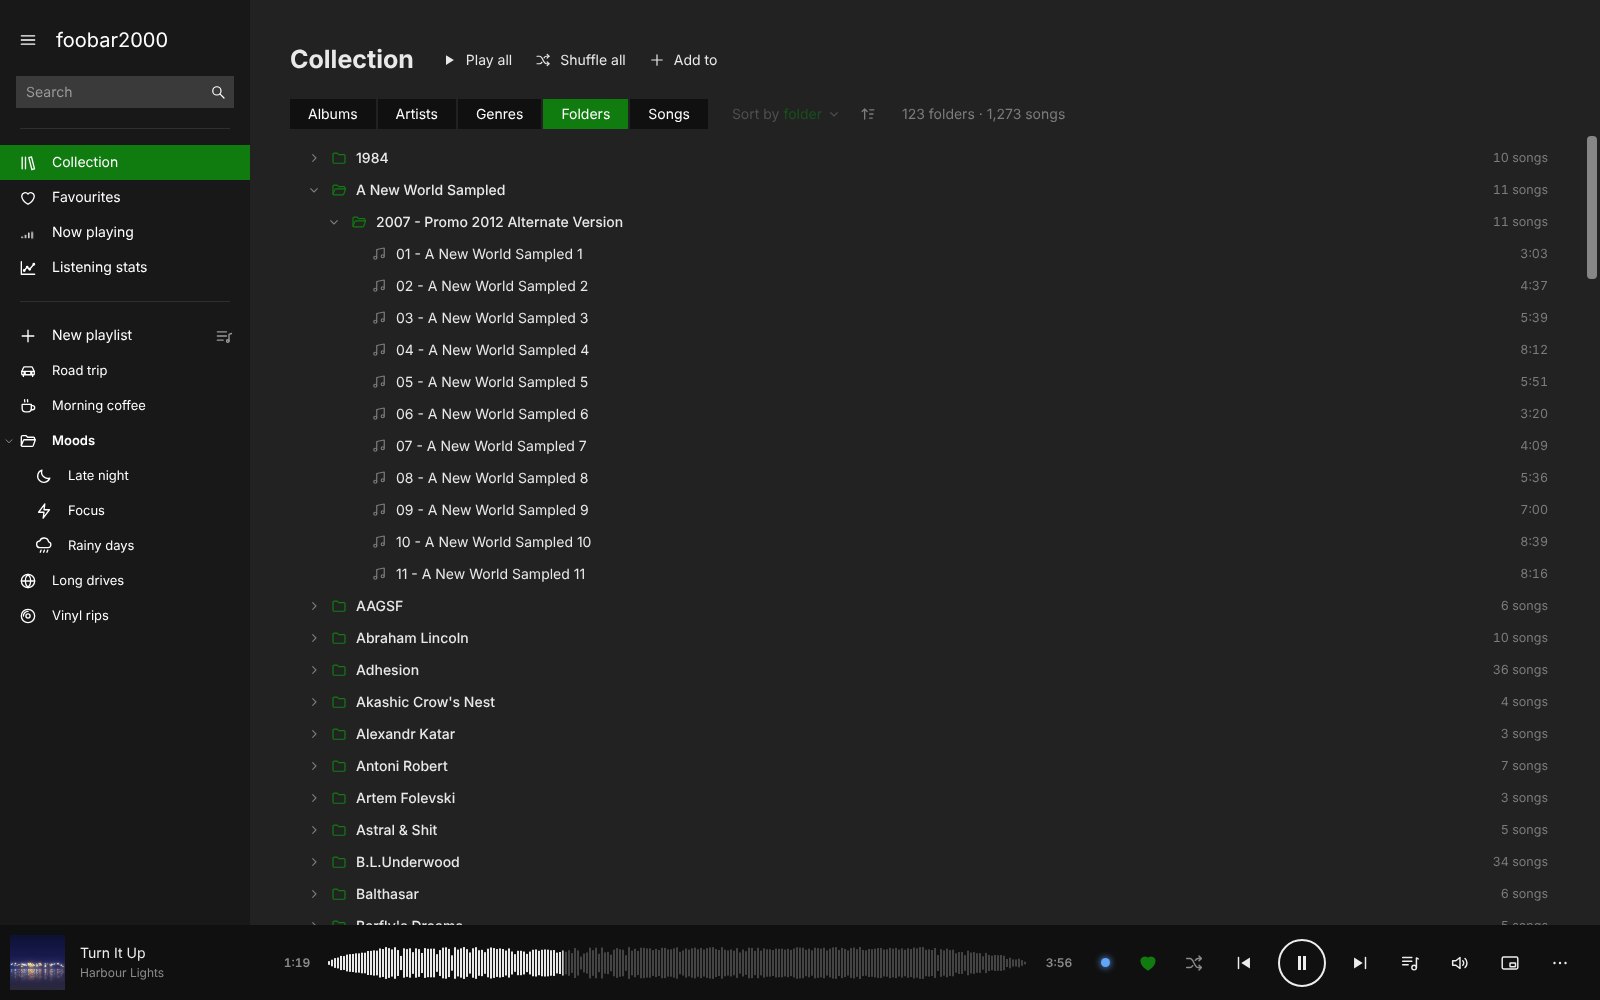 foobar2000
Search
Collection
Favourites
Now playing
Listening stats
New playlist
Road trip
Morning coffee
Moods
Late night
Focus
Rainy days
Long drives
Vinyl rips
Collection Play all Shuffle all Add to
Albums Artists Genres Folders Songs Sort by folder 123 folders · 1,273 songs
1984 10 songs
A New World Sampled 11 songs
2007 - Promo 2012 Alternate Version 11 songs
01 - A New World Sampled 1 3:03
02 - A New World Sampled 2 4:37
03 - A New World Sampled 3 5:39
04 - A New World Sampled 4 8:12
05 - A New World Sampled 5 5:51
06 - A New World Sampled 6 3:20
07 - A New World Sampled 7 4:09
08 - A New World Sampled 8 5:36
09 - A New World Sampled 9 7:00
10 - A New World Sampled 10 8:39
11 - A New World Sampled 11 8:16
AAGSF 6 songs
Abraham Lincoln 10 songs
Adhesion 36 songs
Akashic Crow's Nest 4 songs
Alexandr Katar 3 songs
Antoni Robert 7 songs
Artem Folevski 3 songs
Astral & Shit 5 songs
B.L.Underwood 34 songs
Balthasar 6 songs
Turn It Up
Harbour Lights
1:19 3:56